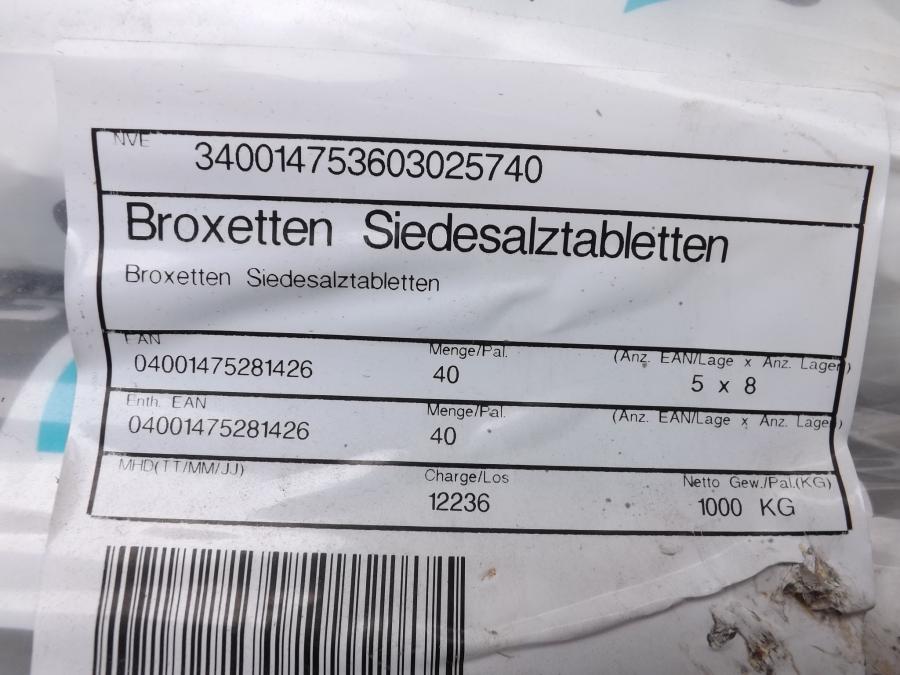 NVE
340014753603025740
Broxetten Siedesalztabletten
Broxetten Siedesalztabletten
EAN Menge/Pal. (Anz. EAN/Lage x Anz. Lagen)
04001475281426 40 5 x 8
Enth. EAN Menge/Pal. (Anz. EAN/Lage x Anz. Lagen)
04001475281426 40
MHD(TT/MM/JJ) Charge/Los Netto Gew./Pal.(KG)
12236 1000 KG